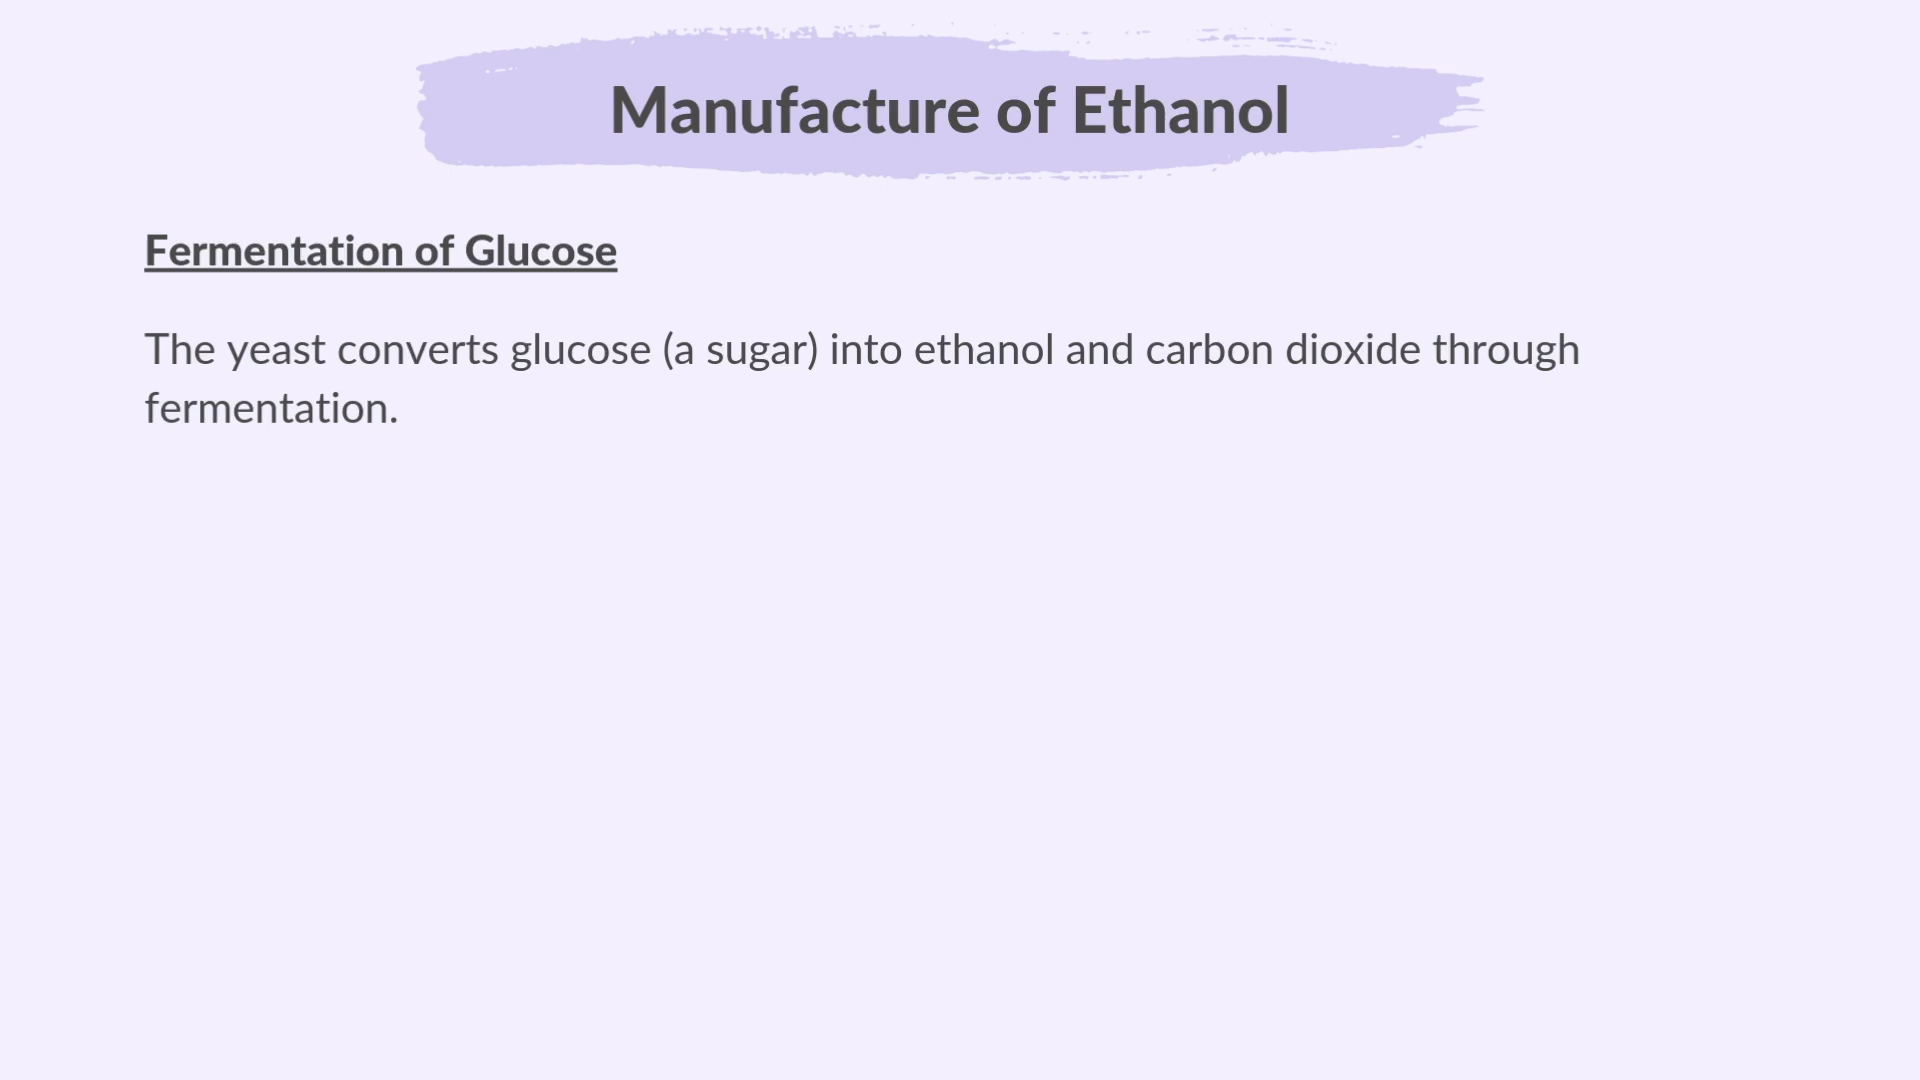 Manufacture of Ethanol
Fermentation of Glucose
The yeast converts glucose (a sugar) into ethanol and carbon dioxide through
fermentation.